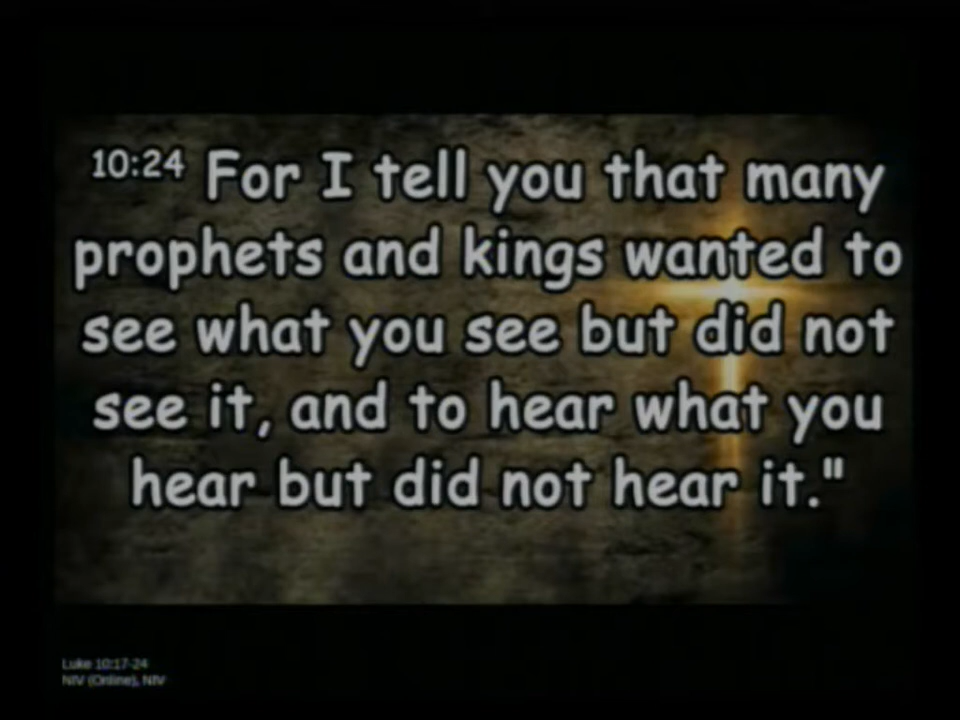 10:24 For I tell you that many
prophets and kings wanted to
see what you see but did not
see it, and to hear what you
hear but did not hear it."
Luke 10:17-24
NIV (Online), NIV